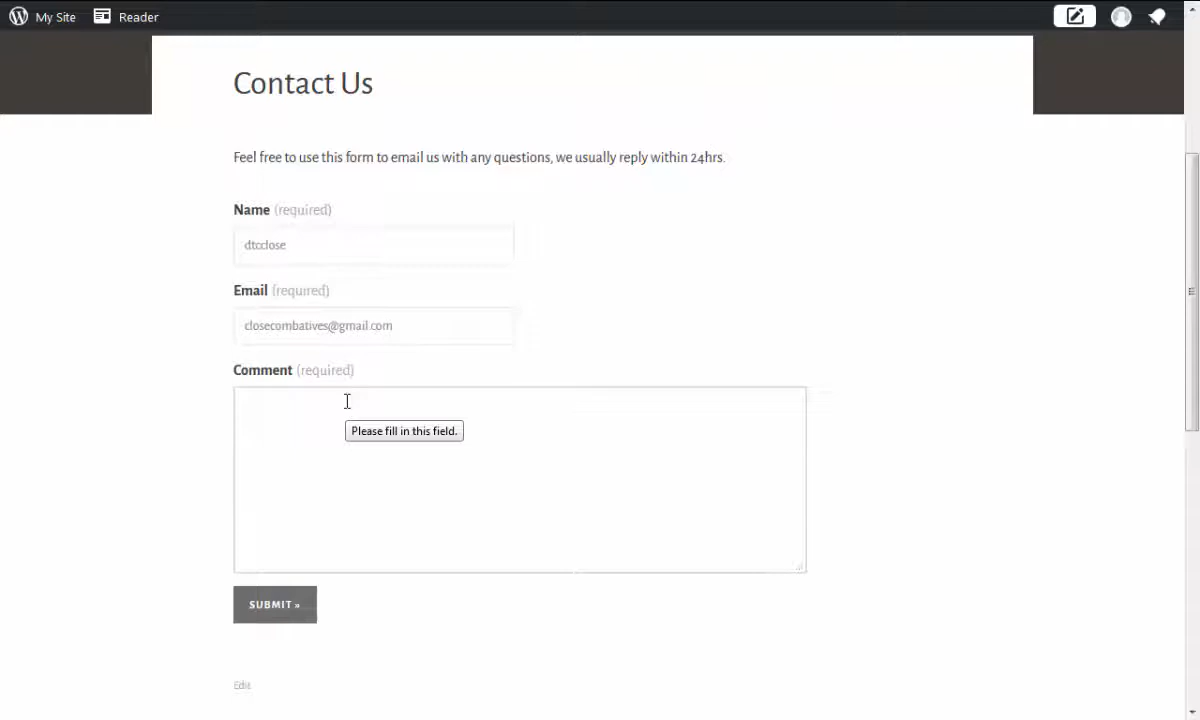 My Site Reader
Contact Us
Feel free to use this form to email us with any questions, we usually reply within 24hrs.
Name (required)
dtcclose
Email (required)
closecombatives@gmail.com
Comment (required)
Please fill in this field.
SUBMIT »
Edit